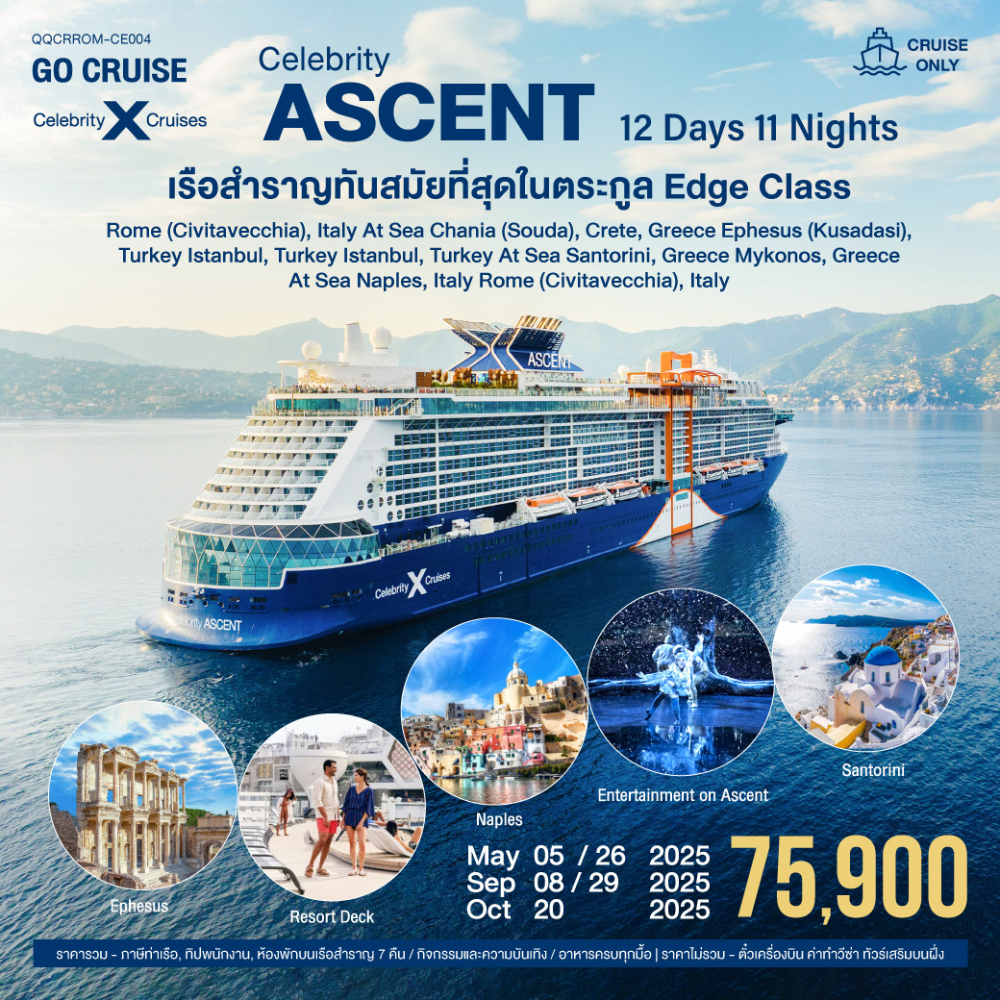 QQCRROM-CE004
GO CRUISE
Celebrity X Cruises
Celebrity
ASCENT
12 Days 11 Nights
CRUISE
ONLY
เรือสำราญทันสมัยที่สุดในตระกูล Edge Class
Rome (Civitavecchia), Italy At Sea Chania (Souda), Crete, Greece Ephesus (Kusadasi),
Turkey Istanbul, Turkey Istanbul, Turkey At Sea Santorini, Greece Mykonos, Greece
At Sea Naples, Italy Rome (Civitavecchia), Italy
ASCENT
Celebrity X Cruises
Celebrity ASCENT
Santorini
Entertainment on Ascent
Naples
Ephesus
Resort Deck
May 05 / 26 2025
Sep 08 / 29 2025
Oct 20 2025
75,900
ราคารวม - ภาษีท่าเรือ, ทิปพนักงาน, ห้องพักบนเรือสำราญ 7 คืน / กิจกรรมและความบันเทิง / อาหารครบทุกมื้อ | ราคาไม่รวม - ตั๋วเครื่องบิน ค่าทำวีซ่า ทัวร์เสริมบนฝั่ง